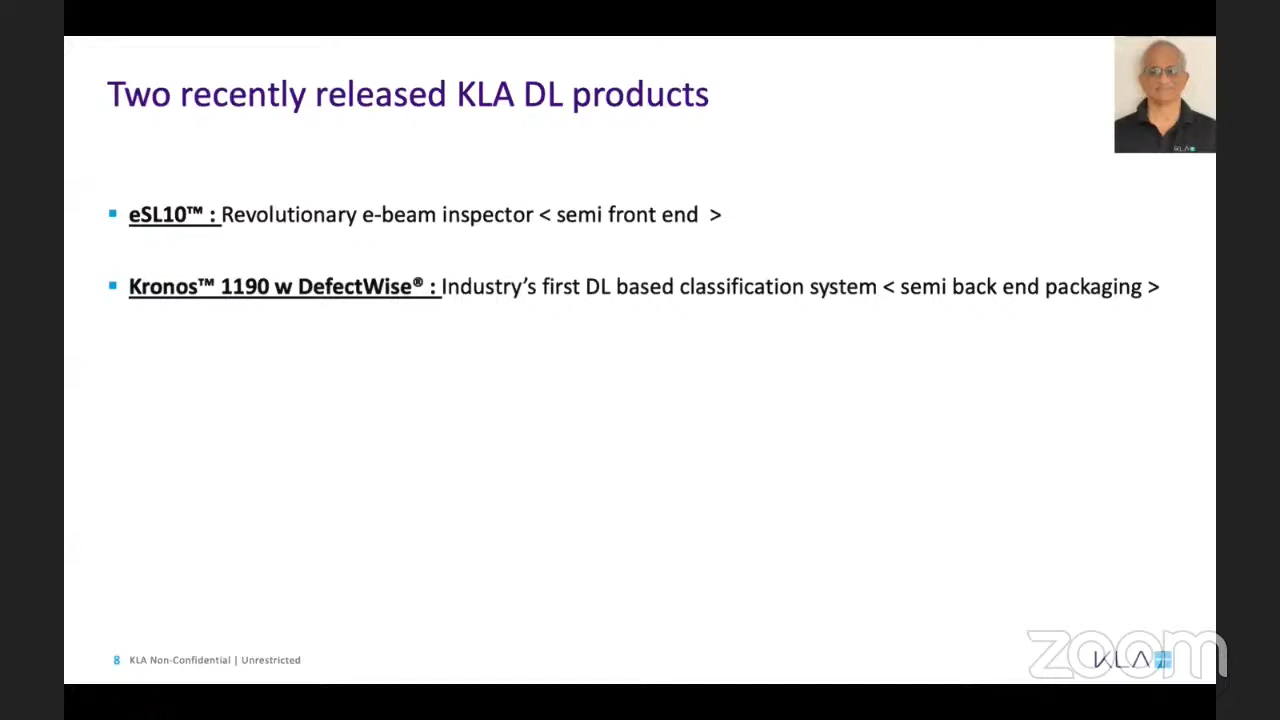 Two recently released KLA DL products
KLA
▪ eSL10™ : Revolutionary e-beam inspector < semi front end >
▪ Kronos™ 1190 w DefectWise® : Industry's first DL based classification system < semi back end packaging >
8 KLA Non-Confidential | Unrestricted
zoom
KLA